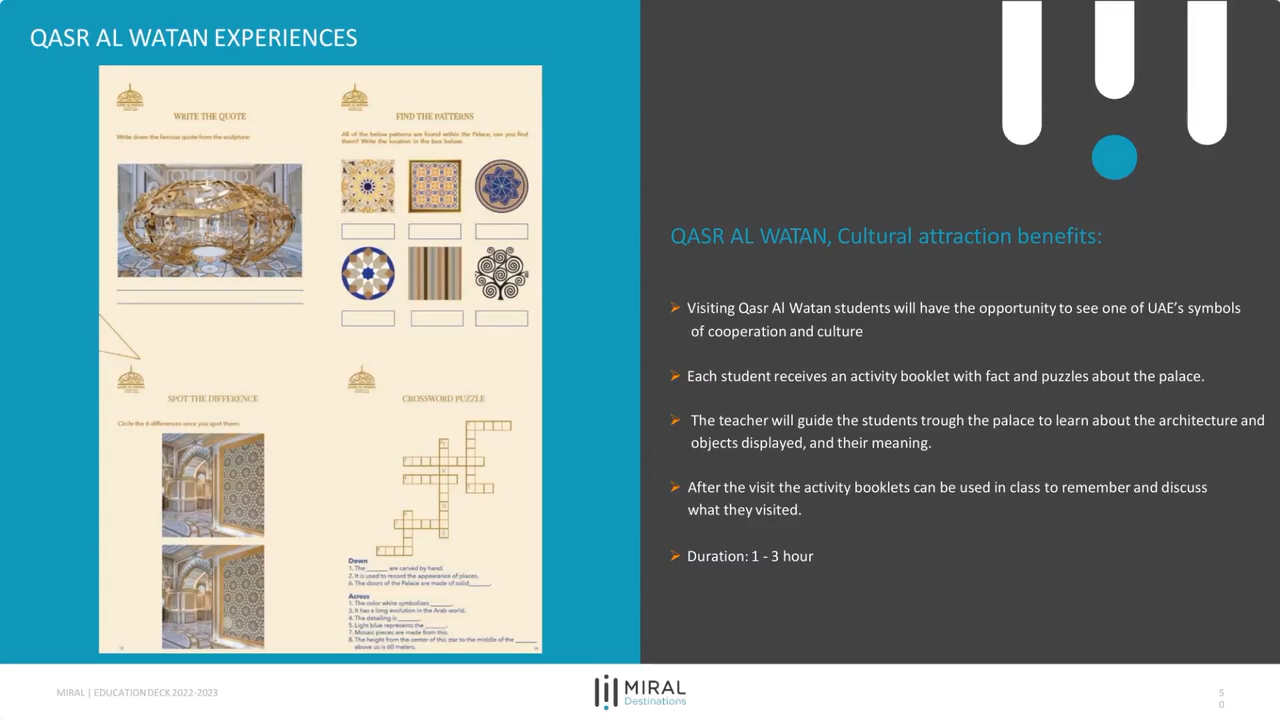 QASR AL WATAN EXPERIENCES
WRITE THE QUOTE
Write down the famous quote from the sculpture:
FIND THE PATTERNS
All of the below patterns are found within the Palace, can you find
them? Write the location in the box below:
SPOT THE DIFFERENCE
Circle the 6 differences once you spot them:
CROSSWORD PUZZLE
Down
1. The ______ are carved by hand.
2. It is used to record the appearance of places.
6. The doors of the Palace are made of solid______.
Across
1. The color white symbolizes ______.
3. It has a long evolution in the Arab world.
4. The detailing is ______.
5. Light blue represents the ______.
7. Mosaic pieces are made from this.
8. The height from the center of this star to the middle of the ______,
above us is 60 meters.
QASR AL WATAN, Cultural attraction benefits:
Visiting Qasr Al Watan students will have the opportunity to see one of UAE's symbols
of cooperation and culture
Each student receives an activity booklet with fact and puzzles about the palace.
The teacher will guide the students trough the palace to learn about the architecture and
objects displayed, and their meaning.
After the visit the activity booklets can be used in class to remember and discuss
what they visited.
Duration: 1 - 3 hour
MIRAL | EDUCATION DECK 2022-2023
MIRAL
Destinations
5
0